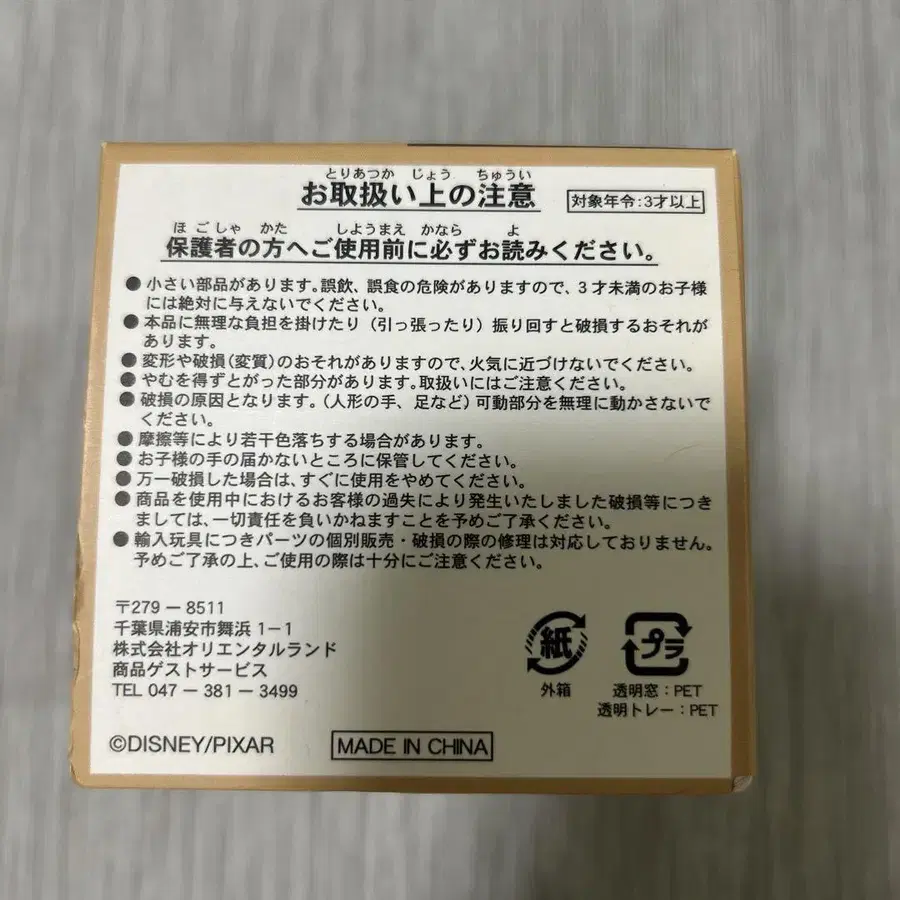 とりあつか じょう ちゅうい
お取扱い上の注意
対象年令:3才以上
ほごしゃ かた しようまえ かなら よ
保護者の方へご使用前に必ずお読みください。
●小さい部品があります。誤飲、誤食の危険がありますので、3才未満のお子様
には絶対に与えないでください。
●本品に無理な負担を掛けたり(引っ張ったり)振り回すと破損するおそれが
あります。
●変形や破損(変質)のおそれがありますので、火気に近づけないでください。
●やむを得ずとがった部分があります。取扱いにはご注意ください。
●破損の原因となります。(人形の手、足など)可動部分を無理に動かさないで
ください。
●摩擦等により若干色落ちする場合があります。
●お子様の手の届かないところに保管してください。
●万一破損した場合は、すぐに使用をやめてください。
●商品を使用中におけるお客様の過失により発生いたしました破損等につき
ましては、一切責任を負いかねますことを予めご了承ください。
●輸入玩具につきパーツの個別販売・破損の際の修理は対応しておりません。
予めご了承の上、ご使用の際は十分にご注意ください。
〒279-8511
千葉県浦安市舞浜1-1
株式会社オリエンタルランド
商品ゲストサービス
TEL 047-381-3499
紙
外箱
プラ
透明窓:PET
透明トレー:PET
©DISNEY/PIXAR
MADE IN CHINA